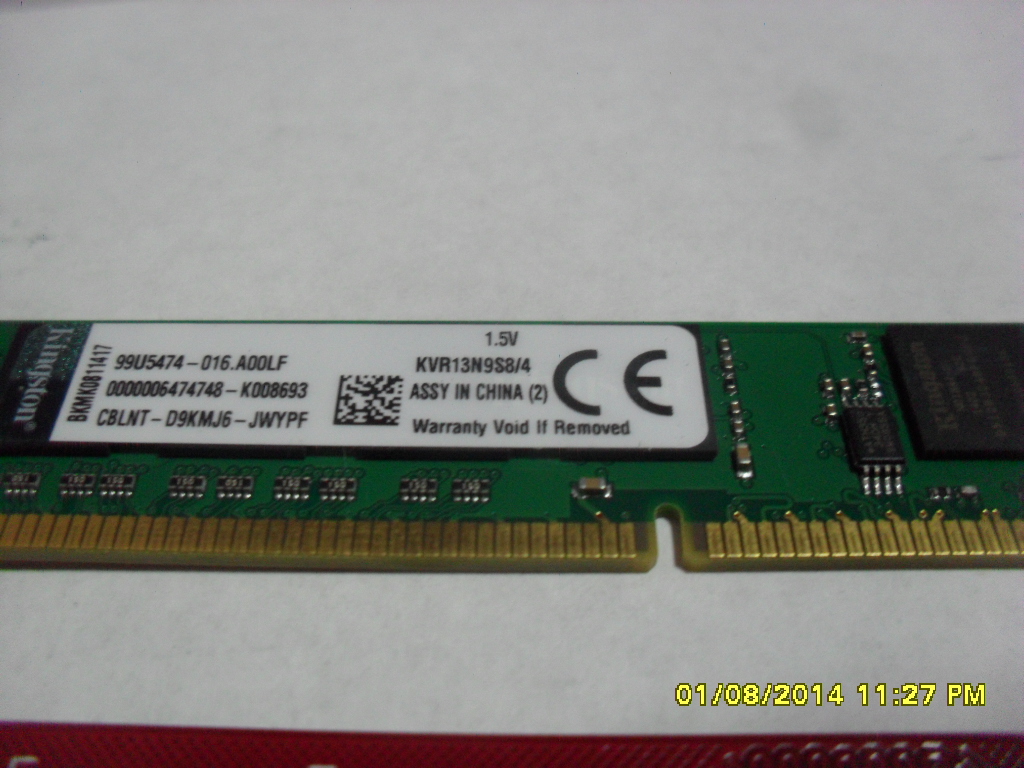 Kingston
BKMK0811417
99U5474-016.A00LF
0000006474748-K008693
CBLNT-D9KMJ6-JWYPF
1.5V
KVR13N9S8/4
ASSY IN CHINA (2)
Warranty Void If Removed
CE
Kingston
01/08/2014 11:27 PM